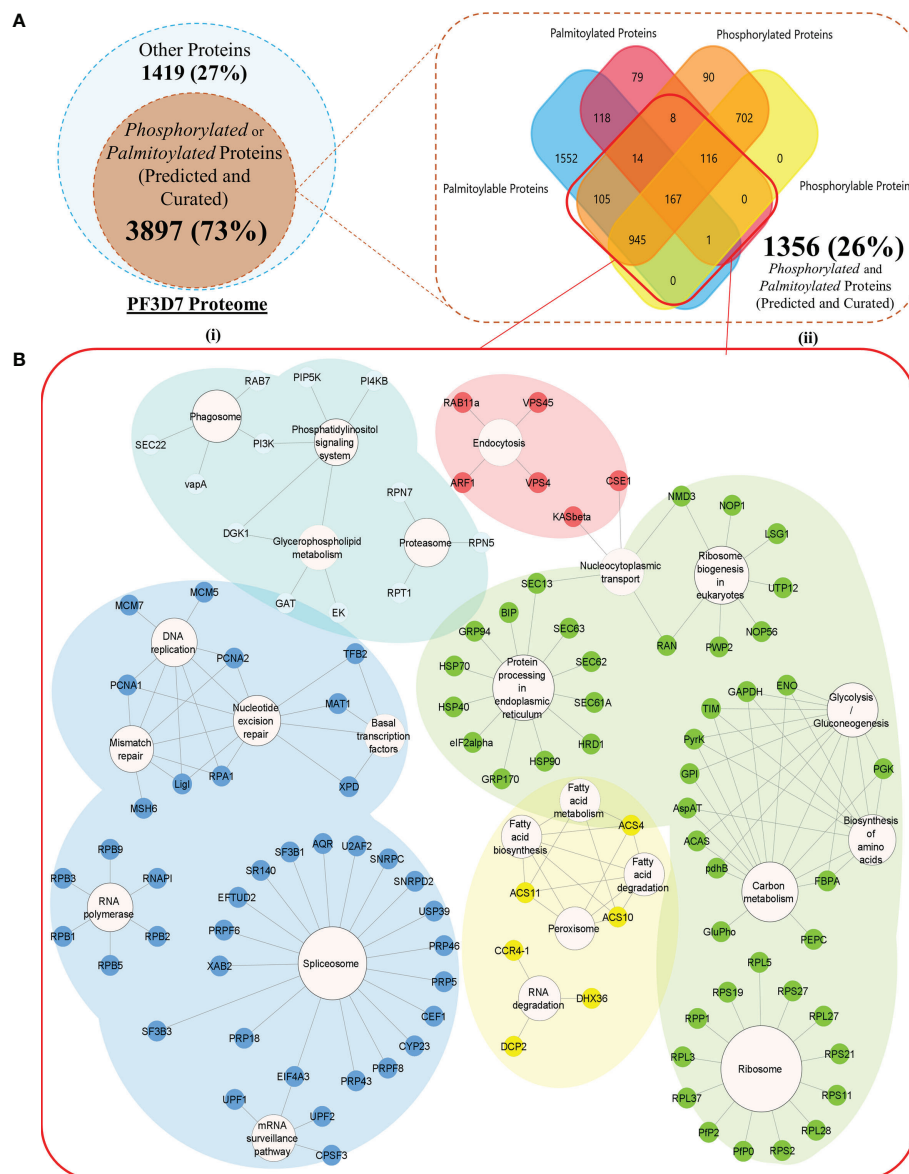 A
Other Proteins
1419 (27%)
Phosphorylated or
Palmitoylated Proteins
(Predicted and
Curated)
3897 (73%)
PF3D7 Proteome
(i)
Palmitoylated Proteins
Phosphorylated Proteins
79
90
118
8
702
1552
14
116
0
Palmitoylable Proteins
Phosphorylable Protein
105
167
0
945
1
0
1356 (26%)
Phosphorylated and
Palmitoylated Proteins
(Predicted and Curated)
(ii)
B
RAB7
PIP5K
PI4KB
Phagosome
Phosphatidylinositol
signaling
system
SEC22
PI3K
vapA
RPN7
DGK1
Glycerophospholipid
metabolism
Proteasome
RPN5
GAT
EK
RPT1
RAB11a
VPS45
Endocytosis
ARF1
VPS4
CSE1
KASbeta
Nucleocytoplasmic
transport
NMD3
NOP1
LSG1
Ribosome
biogenesis in
eukaryotes
UTP12
NOP56
PWP2
RAN
SEC13
BIP
GRP94
SEC63
HSP70
SEC62
Protein
processing in
endoplasmic
reticulum
HSP40
SEC61A
eIF2alpha
HRD1
GRP170
HSP90
MCM7
MCM5
DNA
replication
PCNA2
TFB2
PCNA1
Nucleotide
excision
repair
MAT1
Mismatch
repair
Basal
transcription
factors
LigI
RPA1
XPD
MSH6
GAPDH
ENO
TIM
Glycolysis
/
Gluconeogenesis
PyrK
GPI
PGK
AspAT
Biosynthesis
of
amino acids
ACAS
pdhB
FBPA
Carbon
metabolism
GluPho
PEPC
Fatty acid
metabolism
Fatty
acid
biosynthesis
ACS4
Fatty
acid
degradation
ACS11
ACS10
Peroxisome
CCR4-1
RNA
degradation
DHX36
DCP2
RPB9
RPB3
RNAPI
RNA
polymerase
RPB1
RPB2
RPB5
SF3B1
AQR
U2AF2
SNRPC
SR140
SNRPD2
EFTUD2
USP39
PRPF6
PRP46
XAB2
Spliceosome
PRP5
SF3B3
CEF1
PRP18
CYP23
EIF4A3
PRP43
PRPF8
UPF1
UPF2
mRNA
surveillance
pathway
CPSF3
RPL5
RPS19
RPS27
RPP1
RPL27
RPL3
RPS21
Ribosome
RPL37
RPS11
PfP2
RPL28
PfP0
RPS2